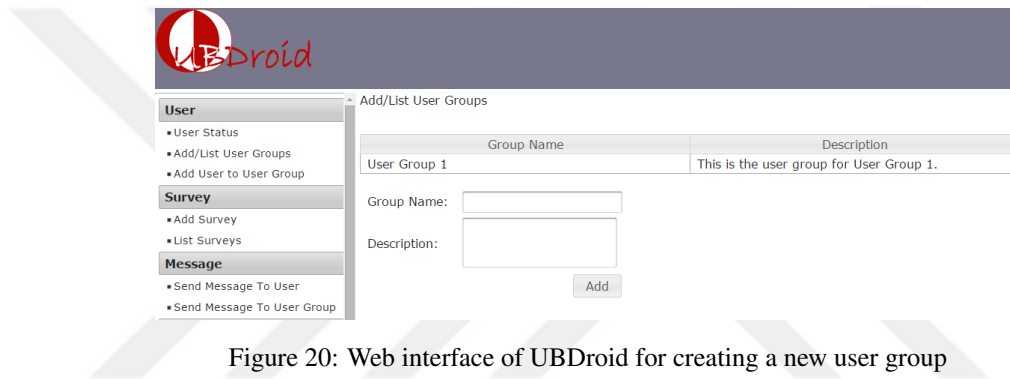 UBDroid
User
▪User Status
▪Add/List User Groups
▪Add User to User Group
Survey
▪Add Survey
▪List Surveys
Message
▪Send Message To User
▪Send Message To User Group
Add/List User Groups
Group Name Description
User Group 1 This is the user group for User Group 1.
Group Name:
Description:
Add
Figure 20: Web interface of UBDroid for creating a new user group